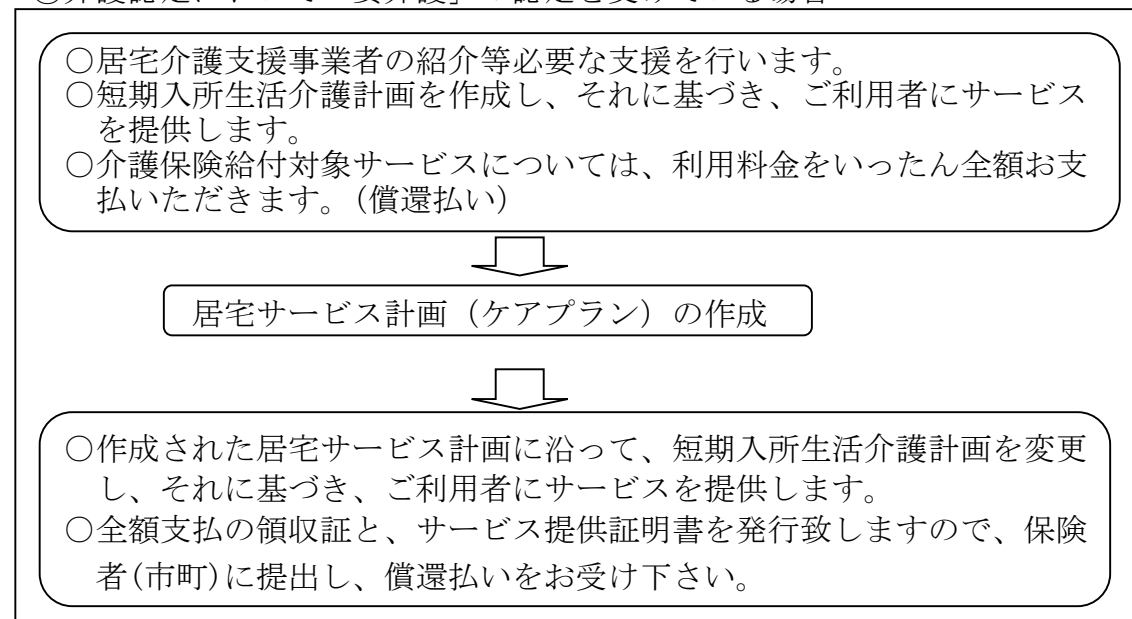 ○居宅介護支援事業者の紹介等必要な支援を行います。
○短期入所生活介護計画を作成し、それに基づき、ご利用者にサービス
を提供します。
○介護保険給付対象サービスについては、利用料金をいったん全額お支
払いただきます。(償還払い)
居宅サービス計画(ケアプラン)の作成
○作成された居宅サービス計画に沿って、短期入所生活介護計画を変更
し、それに基づき、ご利用者にサービスを提供します。
○全額支払の領収証と、サービス提供証明書を発行致しますので、保険
者(市町)に提出し、償還払いをお受け下さい。